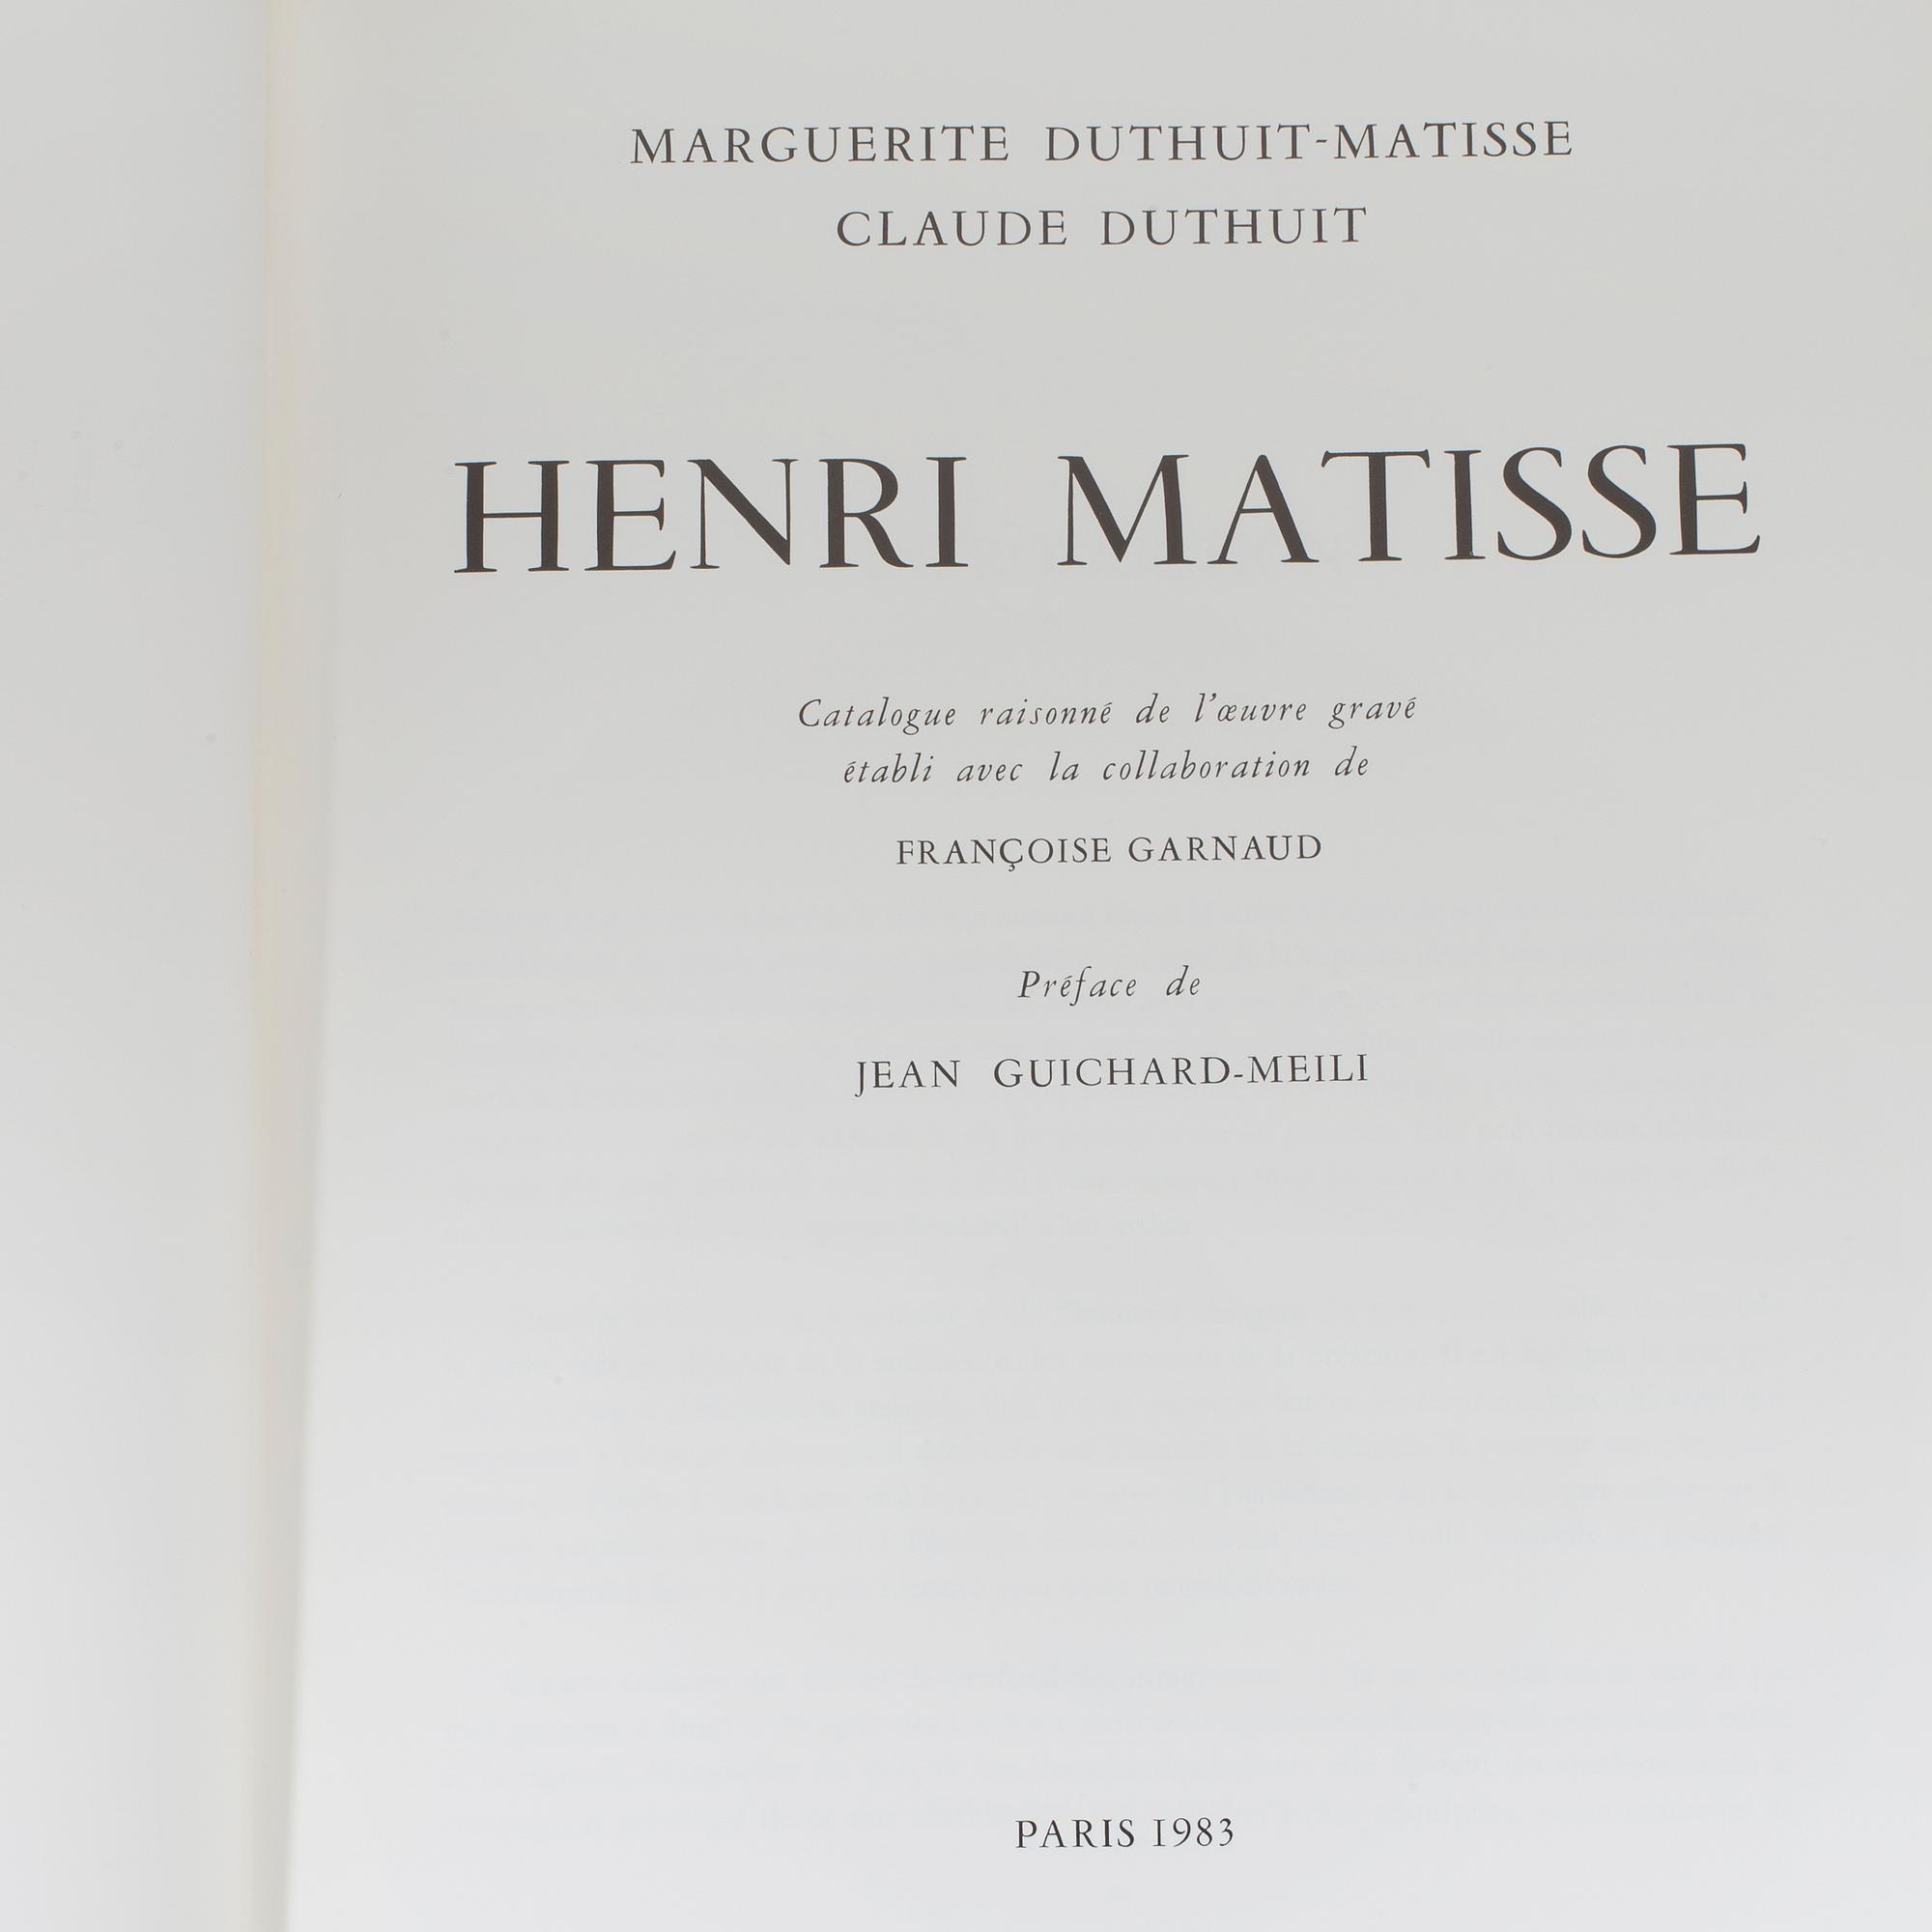 MARGUERITE DUTHUIT-MATISSE
CLAUDE DUTHUIT
HENRI MATISSE
Catalogue raisonné de l'œuvre gravé
établi avec la collaboration de
FRANÇOISE GARNAUD
Préface de
JEAN GUICHARD-MEILI
PARIS 1983